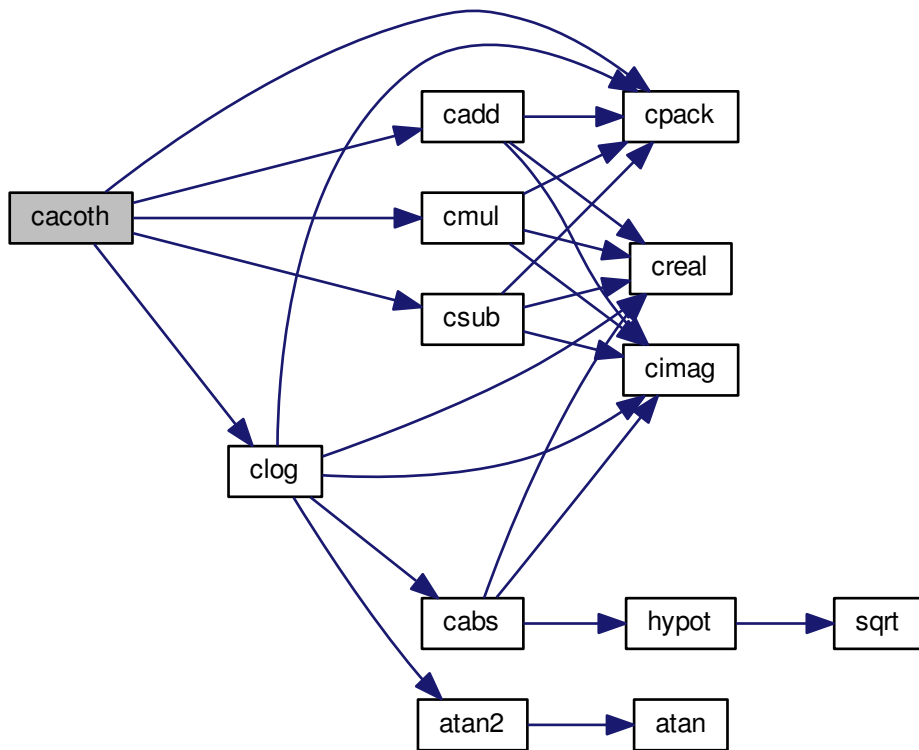 cacoth
cadd
cmul
csub
clog
cpack
creal
cimag
cabs
hypot
sqrt
atan2
atan